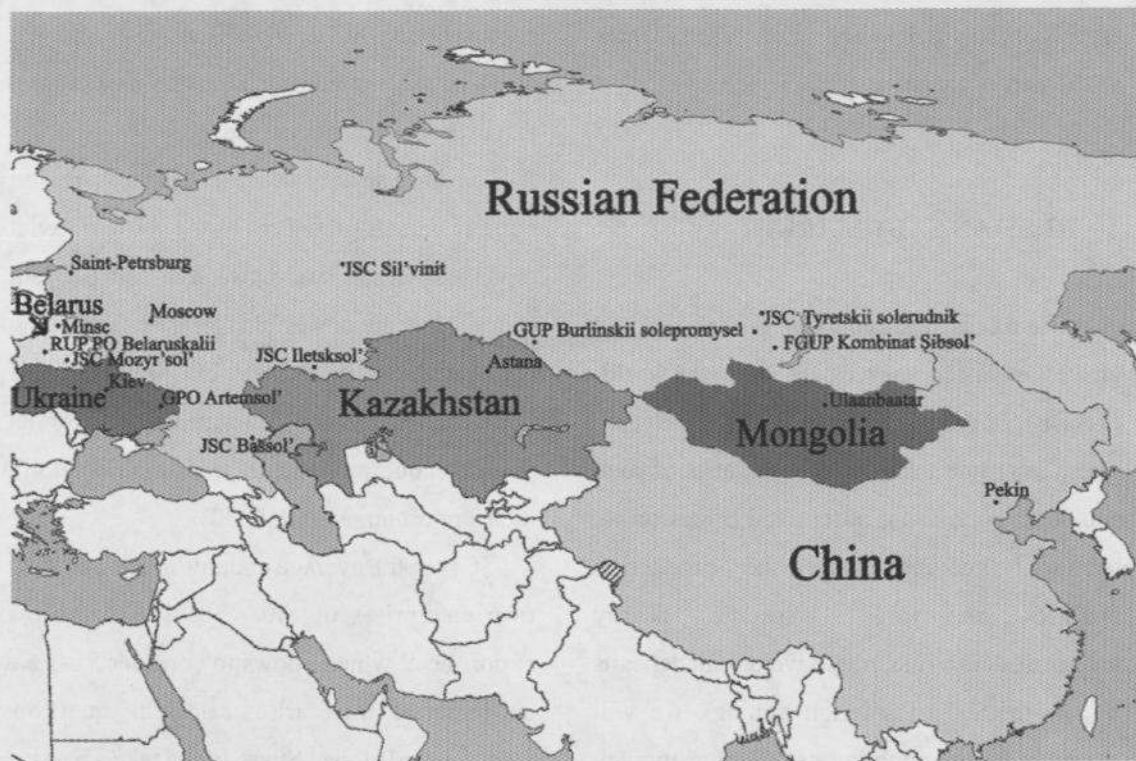 Russian Federation
Saint-Petrsburg
JSC Sil'vinit
Belarus
Moscow
Minsc
GUP Burlinskii solepromysel
JSC Tyretskii solerudnik
RUP PO Belaruskalii
FGUP Kombinat Sibsol'
JSC Mozyr'sol'
JSC Iletsksol'
Astana
Kiev
Ukraine
GPO Artemsol'
Kazakhstan
Ulaanbaatar
Mongolia
JSC Bassol'
Pekin
China